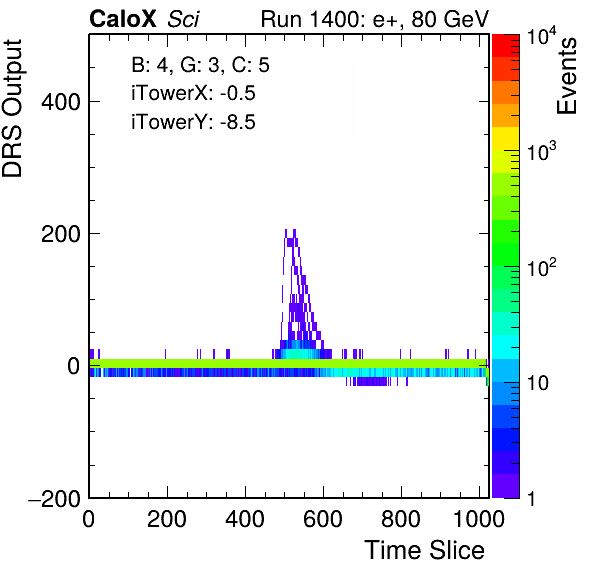 CaloX Sci Run 1400: e+, 80 GeV
B: 4, G: 3, C: 5
iTowerX: -0.5
iTowerY: -8.5
DRS Output
400
200
0
−200
0 200 400 600 800 1000
Time Slice
Events
10^4
10^3
10^2
10
1